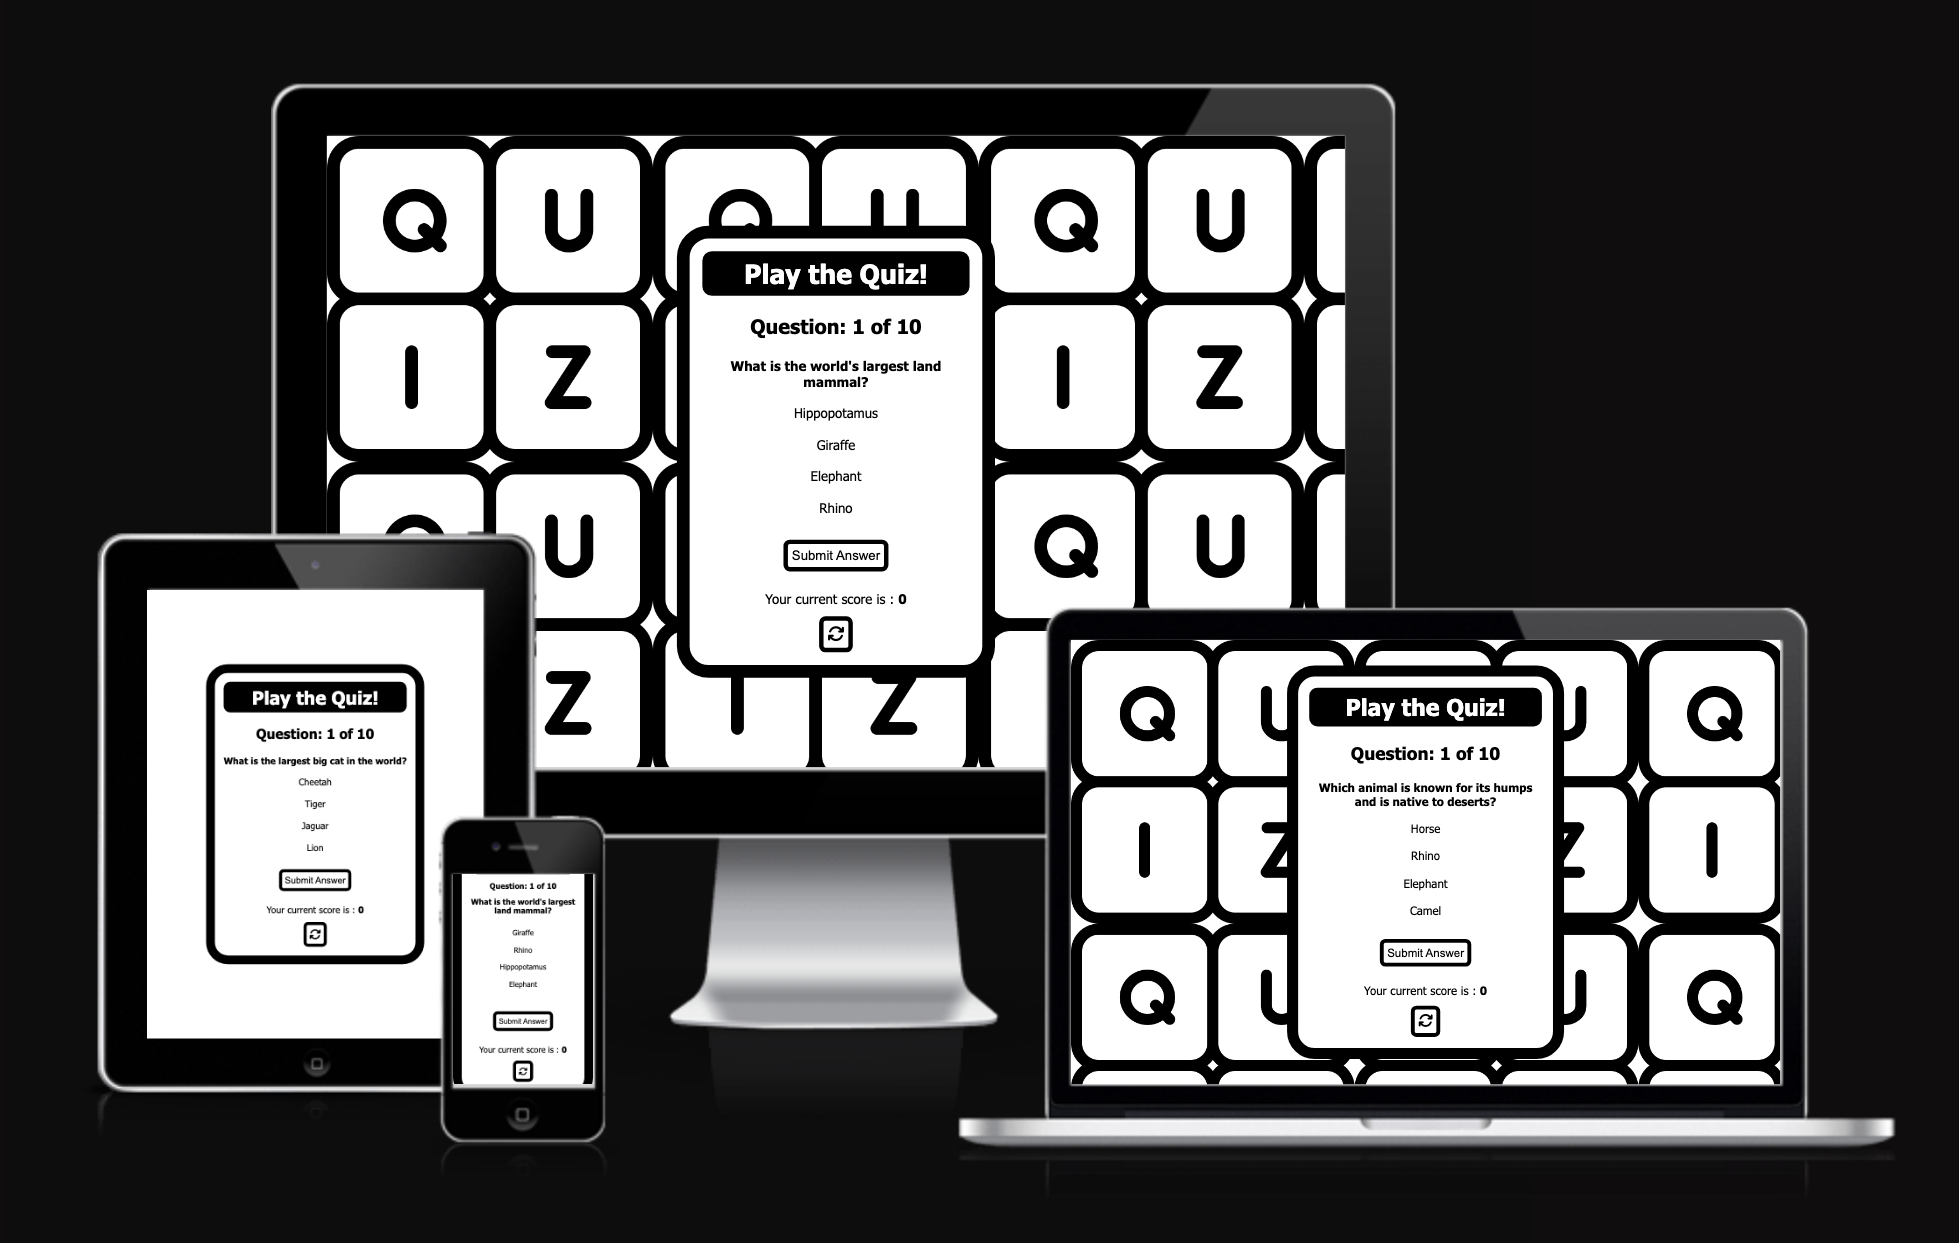 Q U Q U Q U
Play the Quiz!
Question: 1 of 10
What is the world's largest land
mammal?
Hippopotamus
Giraffe
Elephant
Rhino
Submit Answer
Your current score is : 0
I Z I Z
Q U Q U
Z I Z
Play the Quiz!
Question: 1 of 10
What is the largest big cat in the world?
Cheetah
Tiger
Jaguar
Lion
Submit Answer
Your current score is : 0
Question: 1 of 10
What is the world's largest
land mammal?
Giraffe
Rhino
Hippopotamus
Elephant
Submit Answer
Your current score is : 0
Q U U Q
Play the Quiz!
Question: 1 of 10
Which animal is known for its humps
and is native to deserts?
Horse
Rhino
Elephant
Camel
Submit Answer
Your current score is : 0
I Z Z I
Q U U Q